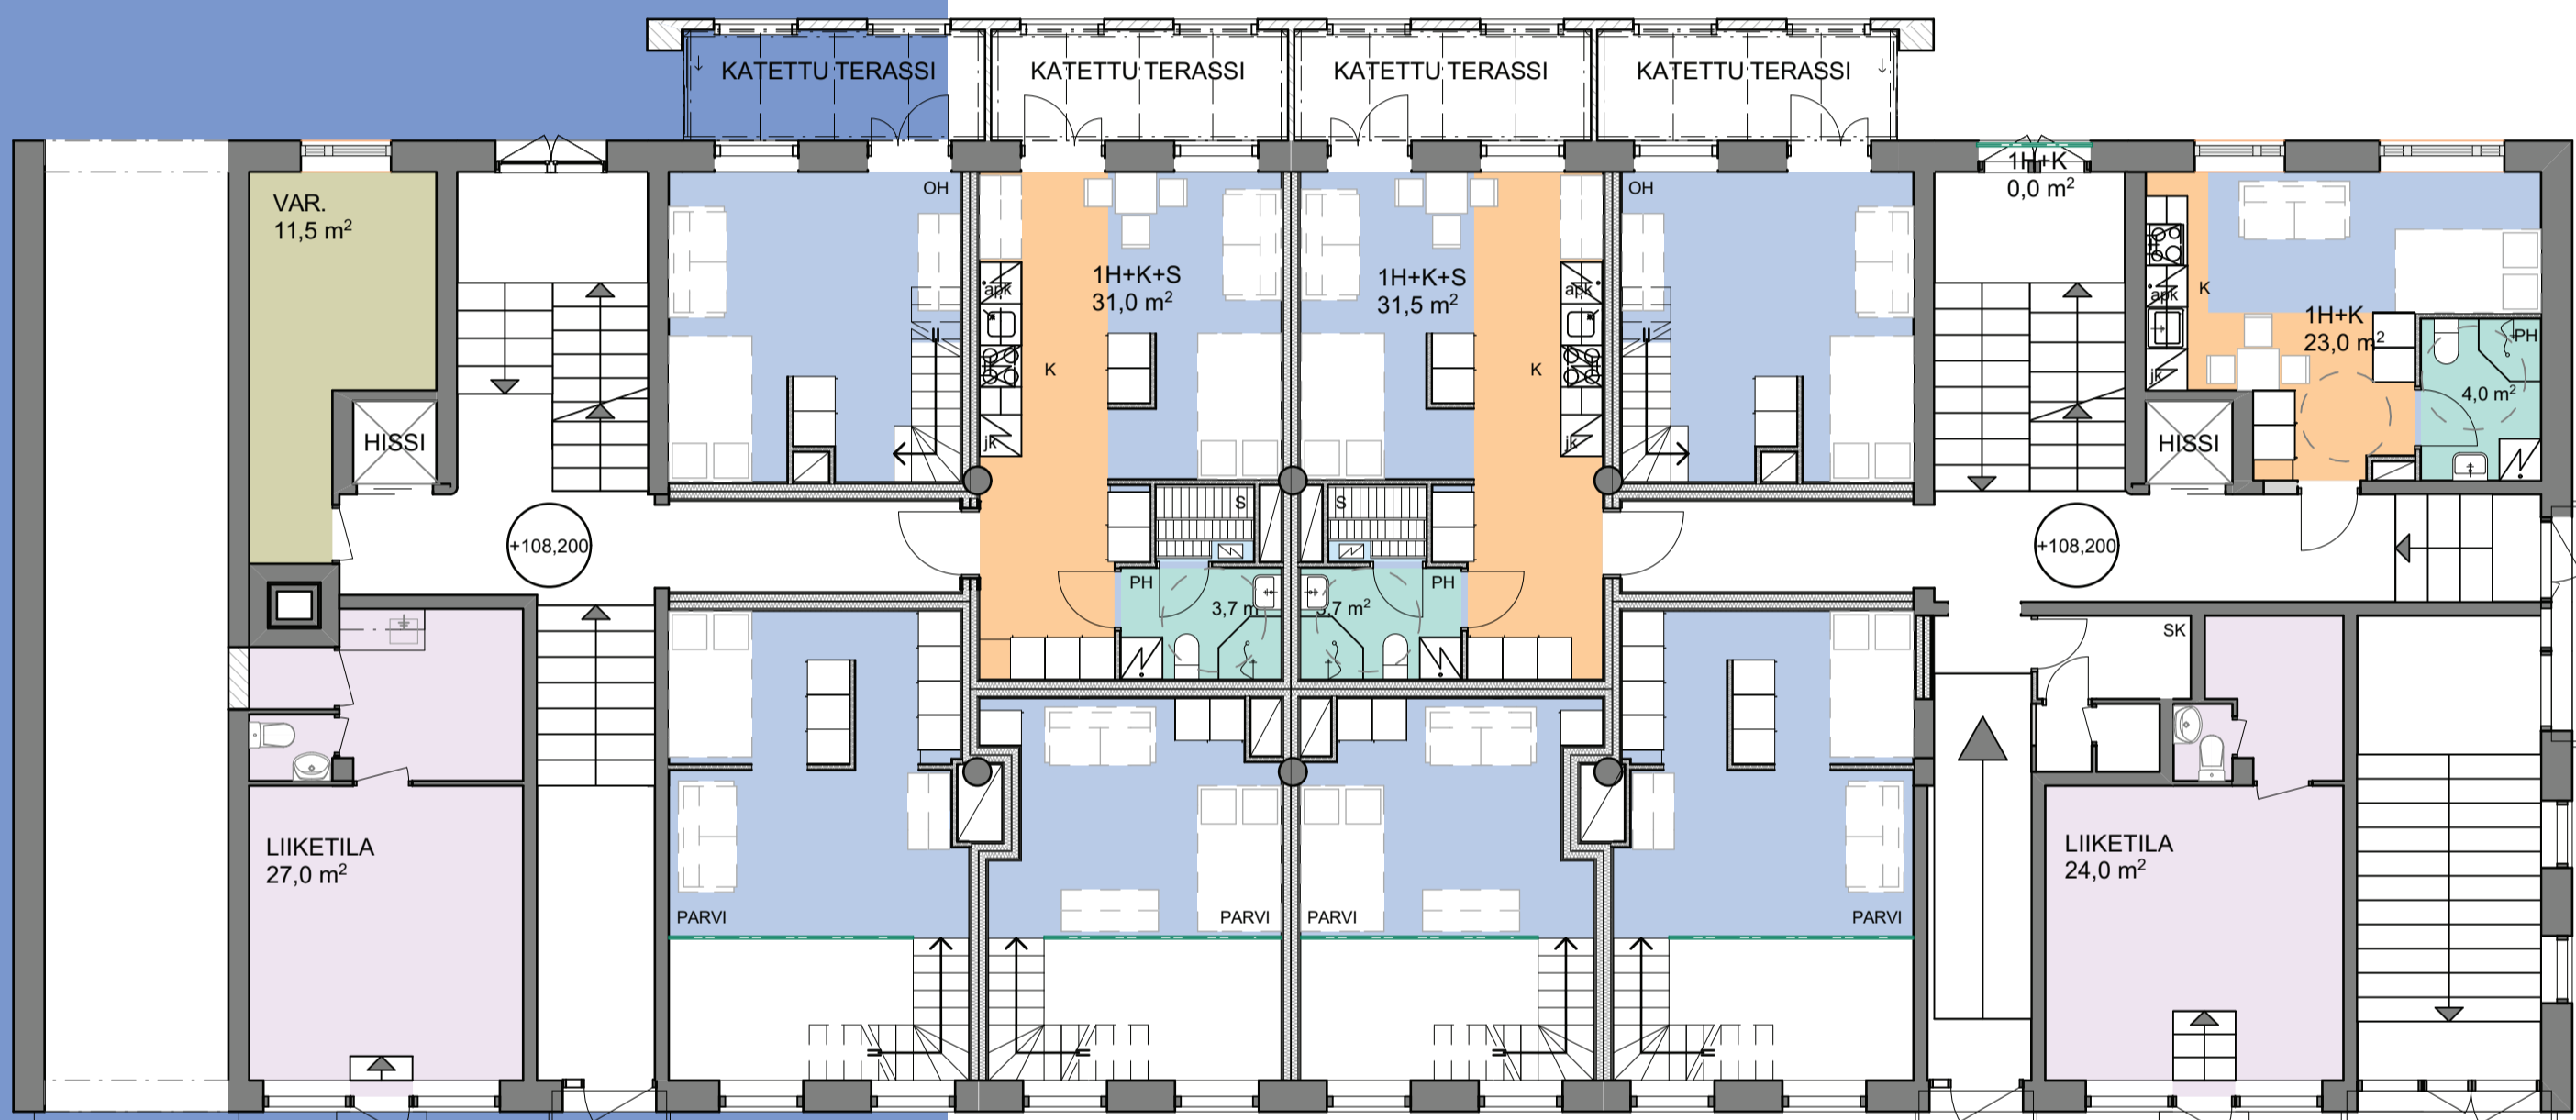 KATETTU TERASSI
KATETTU TERASSI
KATETTU TERASSI
KATETTU TERASSI
VAR.
11,5 m²
OH
OH
1H+K
0,0 m²
1H+K+S
31,0 m²
1H+K+S
31,5 m²
apk
apk
apk
K
K
K
1H+K
23,0 m²
PH
4,0 m²
jk
jk
jk
HISSI
HISSI
S
S
+108,200
+108,200
PH
3,7 m
PH
3,7 m²
SK
LIIKETILA
27,0 m²
LIIKETILA
24,0 m²
PARVI
PARVI
PARVI
PARVI